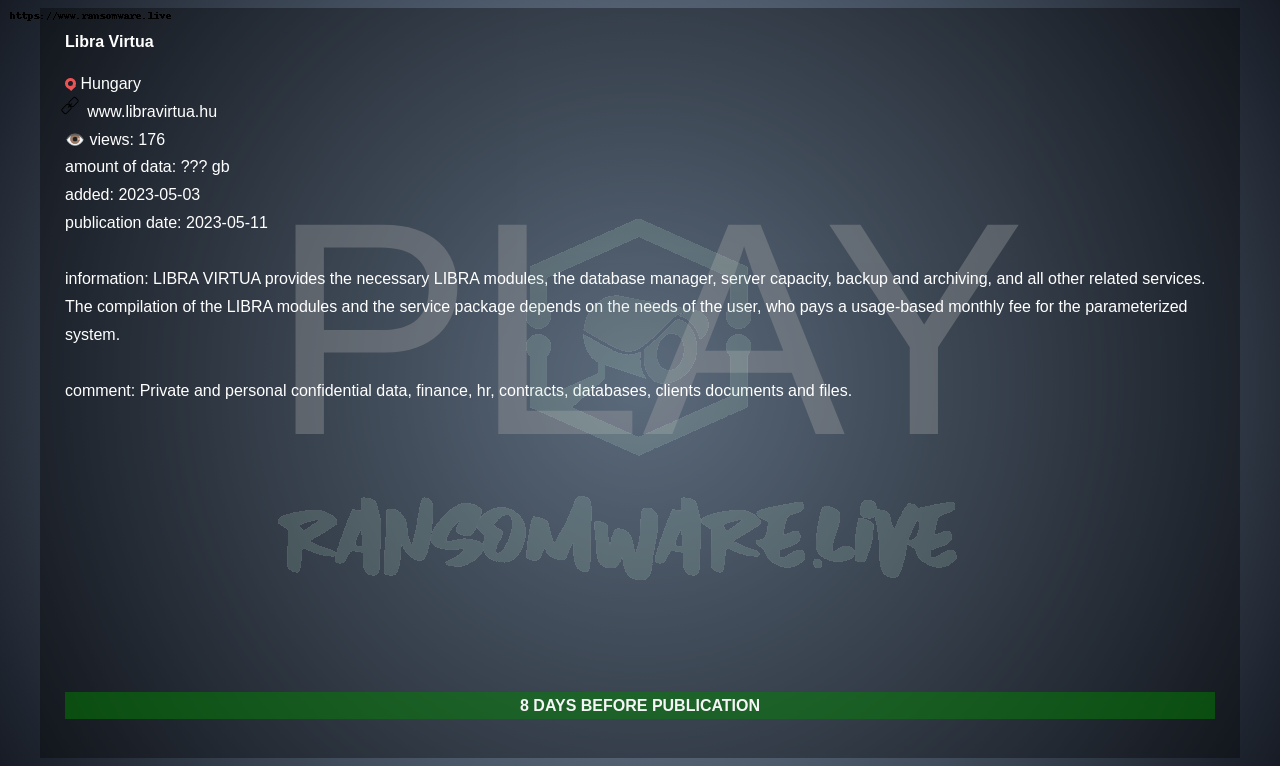 https://www.ransomware.live
Libra Virtua
Hungary
www.libravirtua.hu
views: 176
amount of data: ??? gb
added: 2023-05-03
publication date: 2023-05-11
PLAY
information: LIBRA VIRTUA provides the necessary LIBRA modules, the database manager, server capacity, backup and archiving, and all other related services.
The compilation of the LIBRA modules and the service package depends on the needs of the user, who pays a usage-based monthly fee for the parameterized
system.
comment: Private and personal confidential data, finance, hr, contracts, databases, clients documents and files.
RANSOMWARE.LIVE
8 DAYS BEFORE PUBLICATION